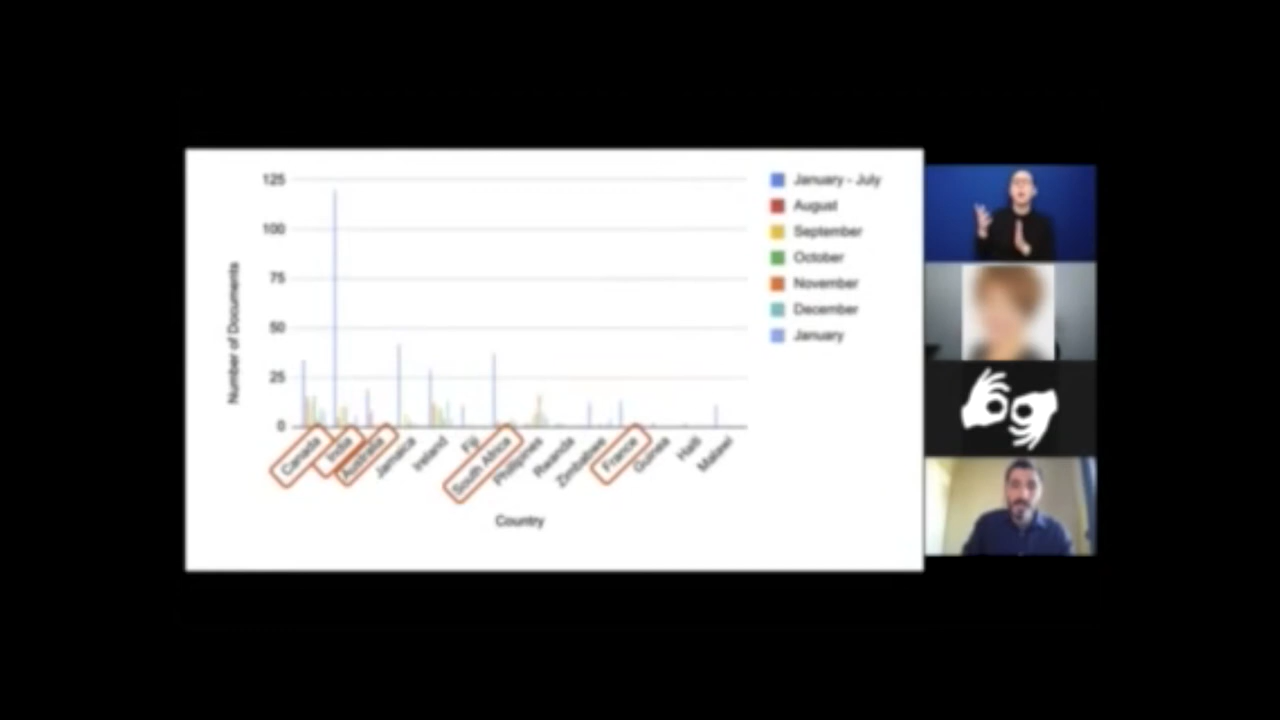 125
100
75
50
25
0
Number of Documents
January - July
August
September
October
November
December
January
Canada
India
Australia
Jamaica
Ireland
Fiji
South Africa
Philippines
Rwanda
Zimbabwe
France
Guinea
Haiti
Malawi
Country